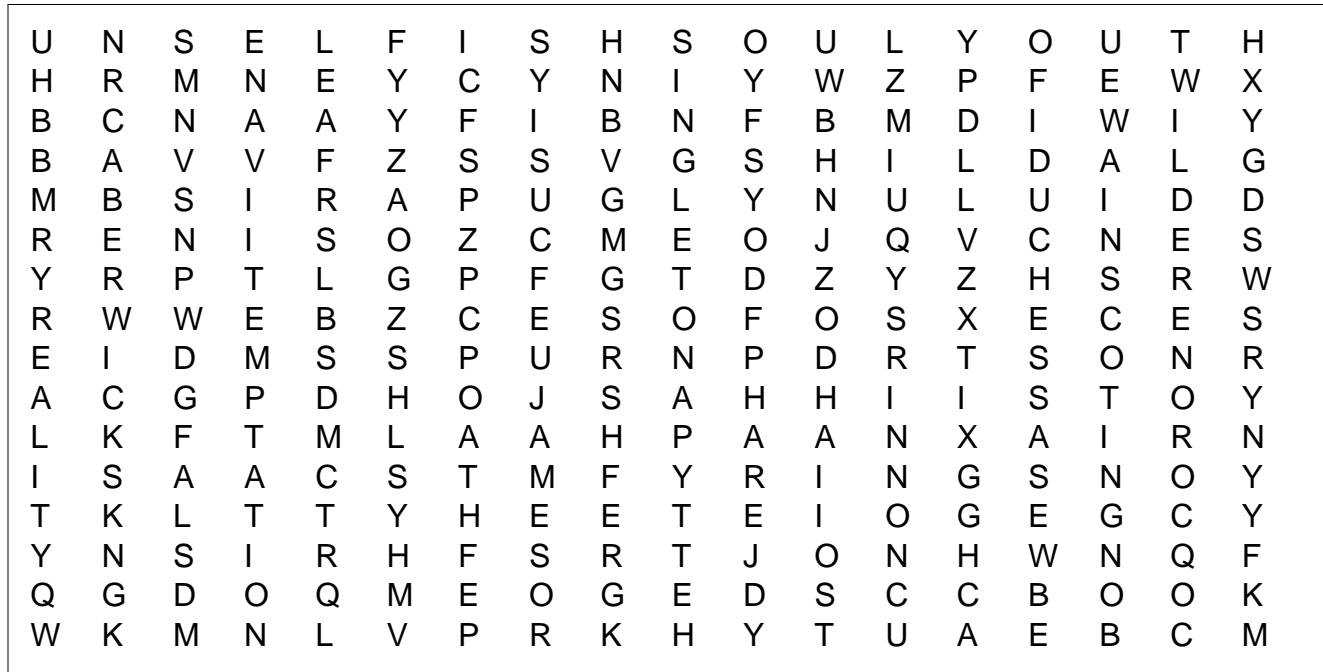 U N S E L F I S H S O U L Y O U T H
H R M N E Y C Y N I Y W Z P F E W X
B C N A A Y F I B N F B M D I W I Y
B A V V F Z S S V G S H I L D A L G
M B S I R A P U G L Y N U L U I D D
R E N I S O Z C M E O J Q V C N E S
Y R P T L G P F G T D Z Y Z H S R W
R W W E B Z C E S O F O S X E C E S
E I D M S S P U R N P D R T S O N R
A C G P D H O J S A H H I I S T O Y
L K F T M L A A H P A A N X A I R N
I S A A C S T M F Y R I N G S N O Y
T K L T T Y H E E T E I O G E G C Y
Y N S I R H F S R T J O N H W N Q F
Q G D O Q M E O G E D S C C B O O K
W K M N L V P R K H Y T U A E B C M